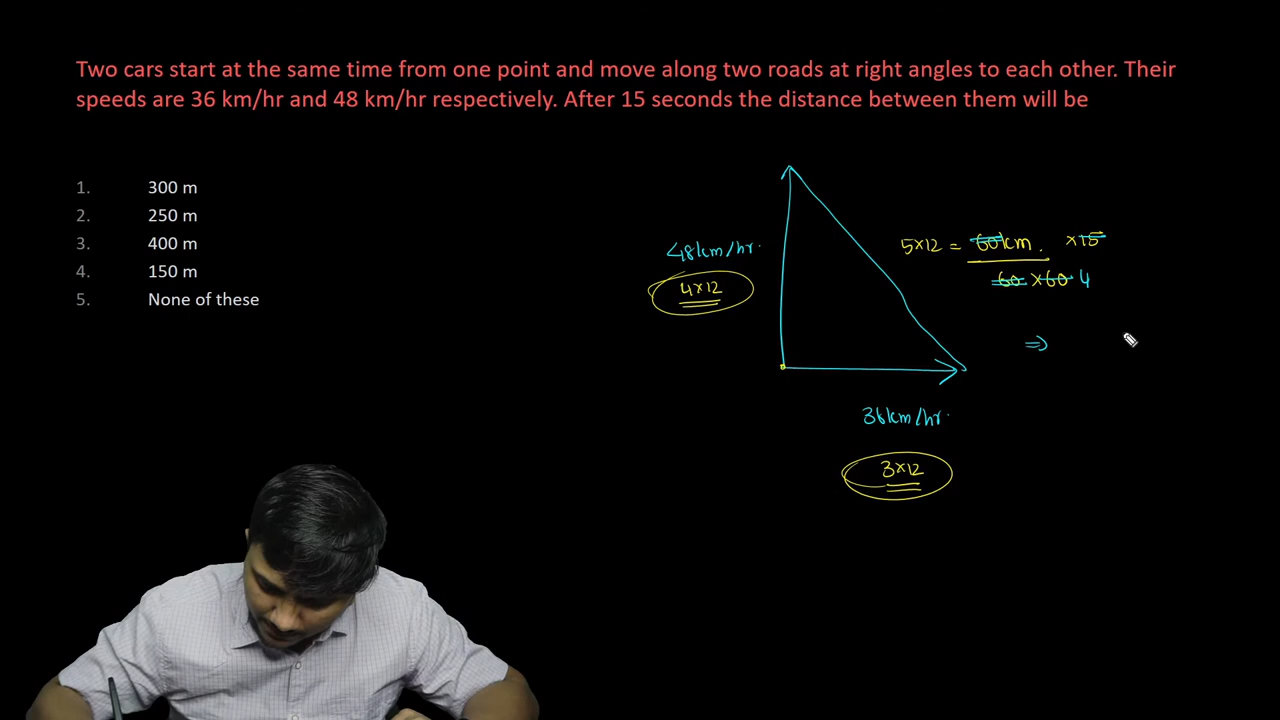 Two cars start at the same time from one point and move along two roads at right angles to each other. Their
speeds are 36 km/hr and 48 km/hr respectively. After 15 seconds the distance between them will be
1. 300 m
2. 250 m
3. 400 m
4. 150 m
5. None of these
48km/hr.
4×12
5×12 = 60km. ×15
60 ×60 4
⇒
36km/hr.
3×12